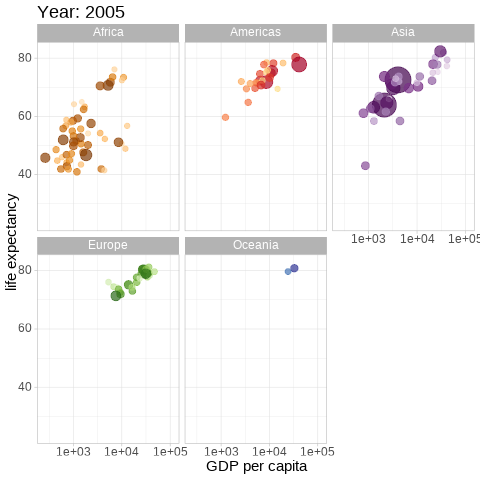 Year: 2005
Africa
Americas
Asia
80
60
40
1e+03 1e+04 1e+05
Europe
Oceania
80
60
40
1e+03 1e+04 1e+05
1e+03 1e+04 1e+05
life expectancy
GDP per capita